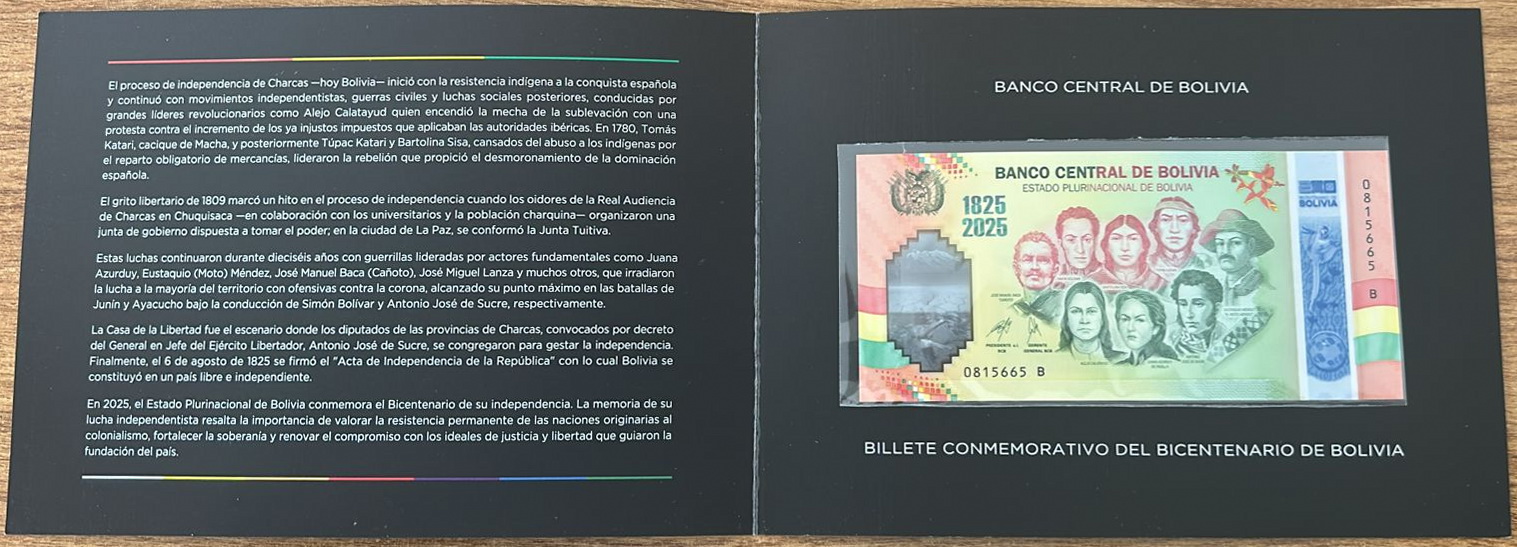 El proceso de independencia de Charcas —hoy Bolivia— inició con la resistencia indígena a la conquista española
y continuó con movimientos independentistas, guerras civiles y luchas sociales posteriores, conducidas por
grandes líderes revolucionarios como Alejo Calatayud quien encendió la mecha de la sublevación con una
protesta contra el incremento de los ya injustos impuestos que aplicaban las autoridades ibéricas. En 1780, Tomás
Katari, cacique de Macha, y posteriormente Túpac Katari y Bartolina Sisa, cansados del abuso a los indígenas por
el reparto obligatorio de mercancías, lideraron la rebelión que propició el desmoronamiento de la dominación
española.
El grito libertario de 1809 marcó un hito en el proceso de independencia cuando los oidores de la Real Audiencia
de Charcas en Chuquisaca —en colaboración con los universitarios y la población charquina— organizaron una
junta de gobierno dispuesta a tomar el poder; en la ciudad de La Paz, se conformó la Junta Tuitiva.
Estas luchas continuaron durante dieciséis años con guerrillas lideradas por actores fundamentales como Juana
Azurduy, Eustaquio (Moto) Méndez, José Manuel Baca (Cañoto), José Miguel Lanza y muchos otros, que irradiaron
la lucha a la mayoría del territorio con ofensivas contra la corona, alcanzado su punto máximo en las batallas de
Junín y Ayacucho bajo la conducción de Simón Bolívar y Antonio José de Sucre, respectivamente.
La Casa de la Libertad fue el escenario donde los diputados de las provincias de Charcas, convocados por decreto
del General en Jefe del Ejército Libertador, Antonio José de Sucre, se congregaron para gestar la independencia.
Finalmente, el 6 de agosto de 1825 se firmó el "Acta de Independencia de la República" con lo cual Bolivia se
constituyó en un país libre e independiente.
En 2025, el Estado Plurinacional de Bolivia conmemora el Bicentenario de su independencia. La memoria de su
lucha independentista resalta la importancia de valorar la resistencia permanente de las naciones originarias al
colonialismo, fortalecer la soberanía y renovar el compromiso con los ideales de justicia y libertad que guiaron la
fundación del país.
BANCO CENTRAL DE BOLIVIA
BANCO CENTRAL DE BOLIVIA
ESTADO PLURINACIONAL DE BOLIVIA
1825
2025
BOLIVIA
0815665 B
PRESIDENTE a.i. GERENTE
BCB GENERAL BCB
0815665 B
BILLETE CONMEMORATIVO DEL BICENTENARIO DE BOLIVIA